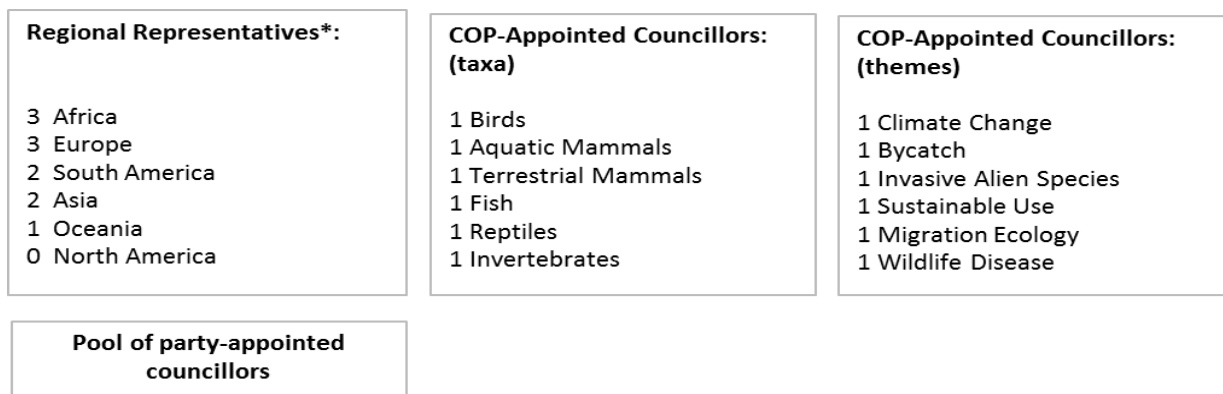 Regional Representatives*:
3 Africa
3 Europe
2 South America
2 Asia
1 Oceania
0 North America
COP-Appointed Councillors:
(taxa)
1 Birds
1 Aquatic Mammals
1 Terrestrial Mammals
1 Fish
1 Reptiles
1 Invertebrates
COP-Appointed Councillors:
(themes)
1 Climate Change
1 Bycatch
1 Invasive Alien Species
1 Sustainable Use
1 Migration Ecology
1 Wildlife Disease
Pool of party-appointed
councillors